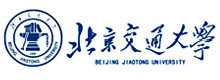 北京交通大學
BEIJING JIAOTONG UNIVERSITY